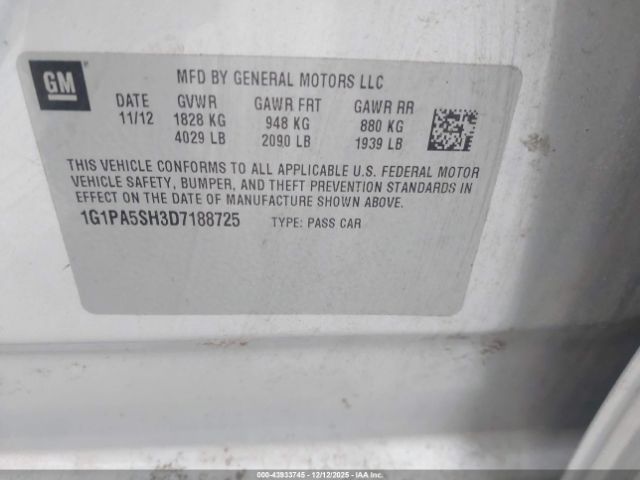 GM
MFD BY GENERAL MOTORS LLC
DATE GVWR GAWR FRT GAWR RR
11/12 1828 KG 948 KG 880 KG
4029 LB 2090 LB 1939 LB
THIS VEHICLE CONFORMS TO ALL APPLICABLE U.S. FEDERAL MOTOR
VEHICLE SAFETY, BUMPER, AND THEFT PREVENTION STANDARDS IN
EFFECT ON THE DATE OF MANUFACTURE SHOWN ABOVE.
1G1PA5SH3D7188725 TYPE: PASS CAR
000-43933745 - 12/12/2025 - IAA Holdings, LLC